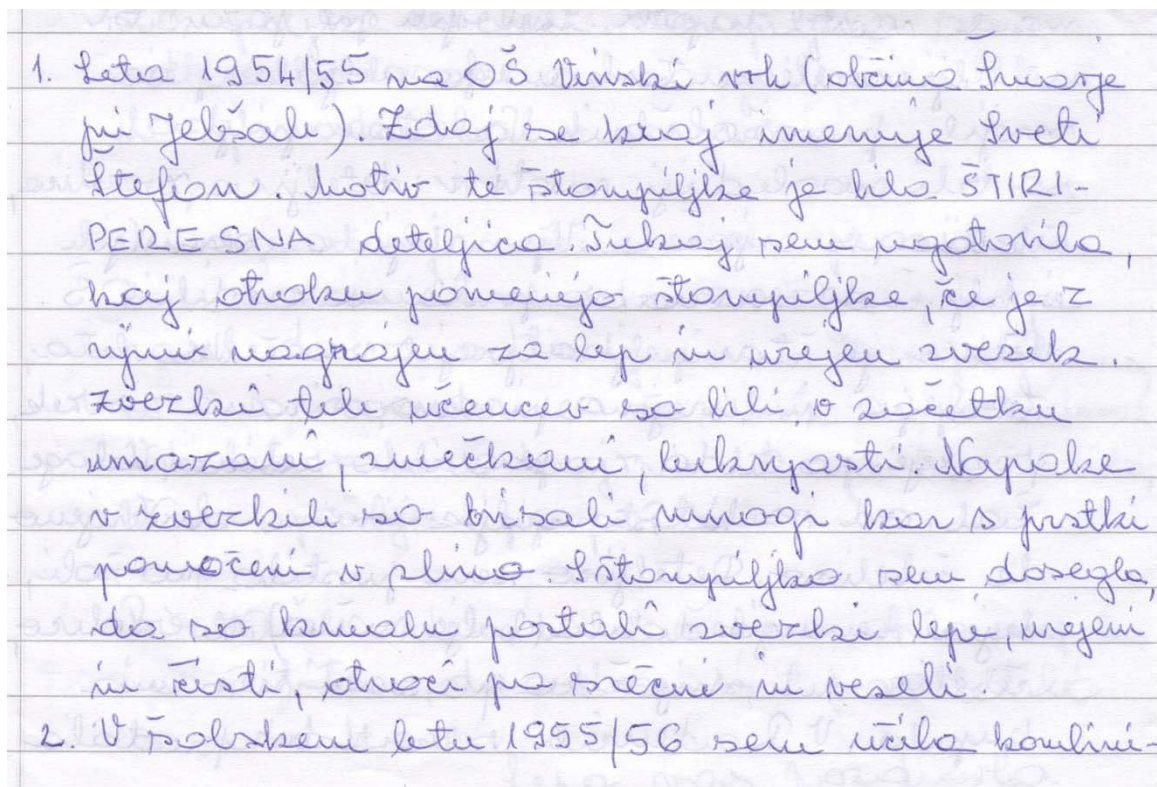 1. Leta 1954/55 na OŠ Vinski vrh (občina Šmarje
pri Jelšah). Zdaj se kraj imenuje Sveti
Štefan. Motiv te štampiljke je bila ŠTIRI-
PERESNA deteljica. Tukaj sem ugotovila,
kaj otroku pomenijo štampiljke, če je z
njimi nagrajen za lep in urejen zvezek.
Zvezki teh učencev so bili v začetku
umazani, zmečkani, luknjasti. Napake
v zvezkih so brisali mnogi kar s prstki
pomočeni v slino. S štampiljko sem dosegla,
da so kmalu postali zvezki lepi, urejeni
in čisti, otroci pa srečni in veseli.
2. V šolskem letu 1955/56 sem učila kombini-